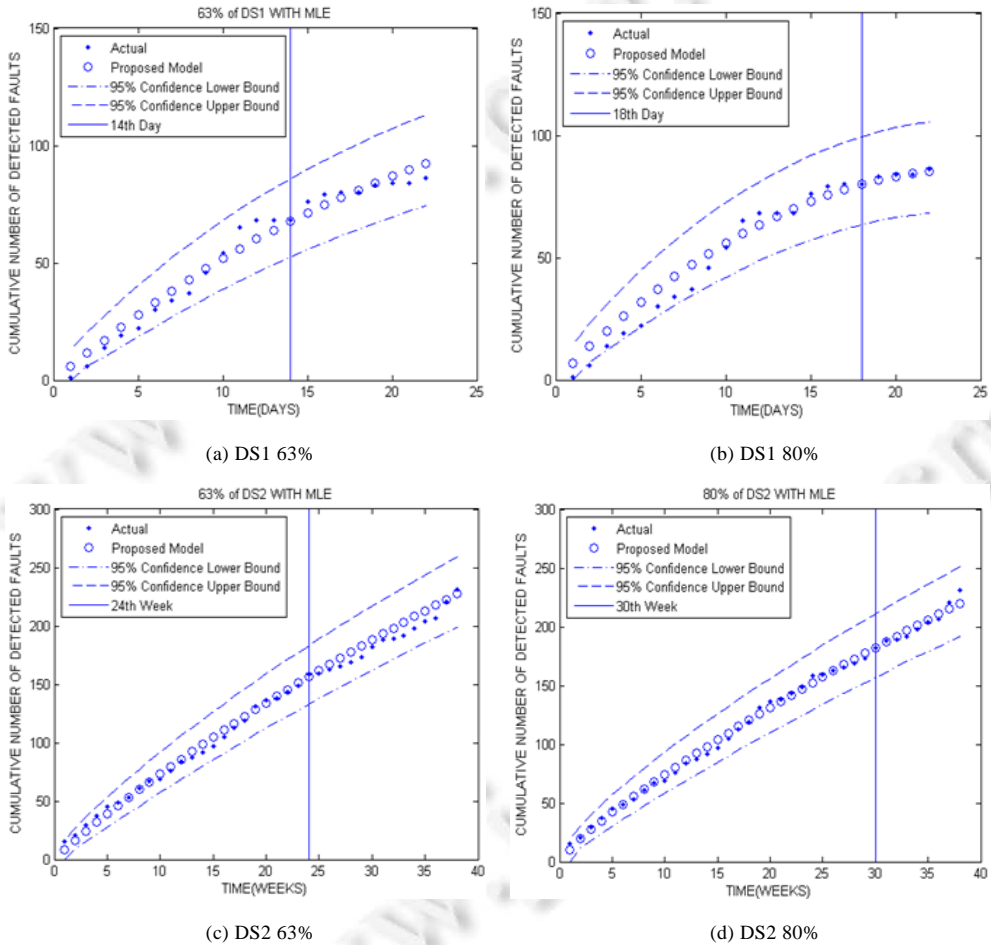 63% of DS1 WITH MLE
CUMULATIVE NUMBER OF DETECTED FAULTS
150
100
50
0
Actual
Proposed Model
95% Confidence Lower Bound
95% Confidence Upper Bound
14th Day
0 5 10 15 20 25
TIME(DAYS)
(a) DS1 63%
CUMULATIVE NUMBER OF DETECTED FAULTS
150
100
50
0
Actual
Proposed Model
95% Confidence Lower Bound
95% Confidence Upper Bound
18th Day
0 5 10 15 20 25
TIME(DAYS)
(b) DS1 80%
63% of DS2 WITH MLE
CUMULATIVE NUMBER OF DETECTED FAULTS
300
250
200
150
100
50
0
Actual
Proposed Model
95% Confidence Lower Bound
95% Confidence Upper Bound
24th Week
0 5 10 15 20 25 30 35 40
TIME(WEEKS)
(c) DS2 63%
80% of DS2 WITH MLE
CUMULATIVE NUMBER OF DETECTED FAULTS
300
250
200
150
100
50
0
Actual
Proposed Model
95% Confidence Lower Bound
95% Confidence Upper Bound
30th Week
0 5 10 15 20 25 30 35 40
TIME(WEEKS)
(d) DS2 80%